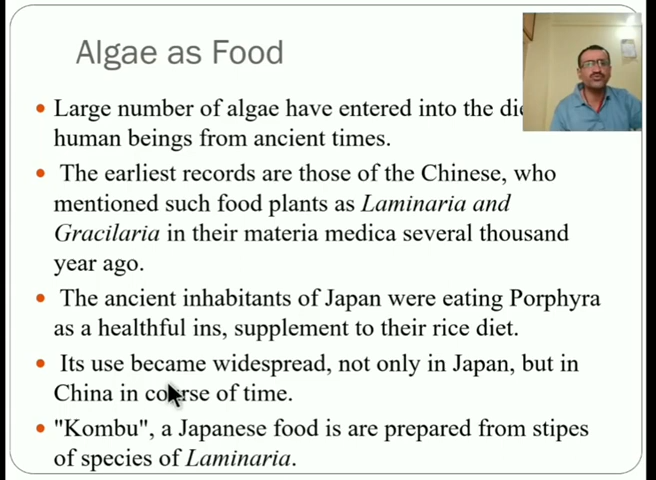 Algae as Food
Large number of algae have entered into the
human beings from ancient times.
The earliest records are those of the Chinese, who
mentioned such food plants as Laminaria and
Gracilaria in their materia medica several thousand
year ago.
The ancient inhabitants of Japan were eating Porphyra
as a healthful ins, supplement to their rice diet.
Its use became widespread, not only in Japan, but in
China in course of time.
"Kombu", a Japanese food is are prepared from stipes
of species of Laminaria.